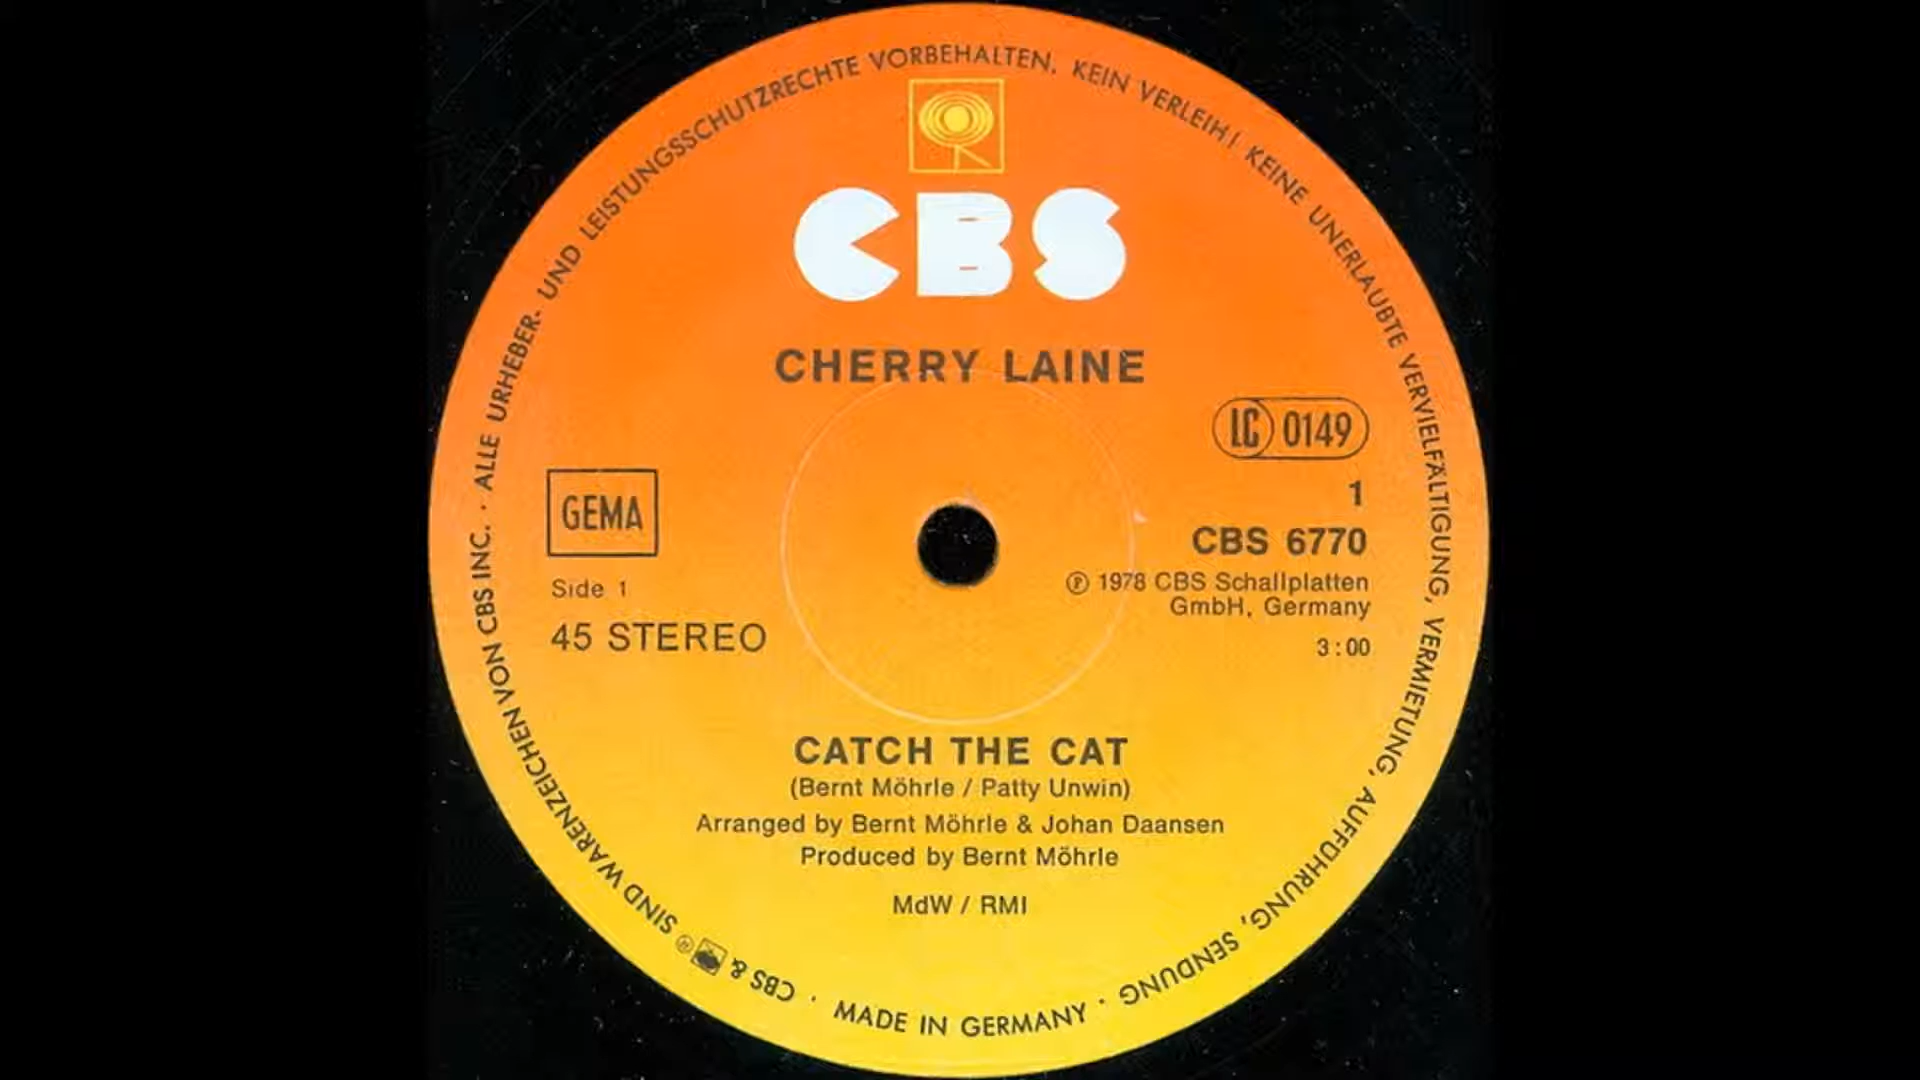 CBS & ® SIND WARENZEICHEN VON CBS INC. · ALLE URHEBER- UND LEISTUNGSSCHUTZRECHTE VORBEHALTEN. KEIN VERLEIH! KEINE UNERLAUBTE VERVIELFÄLTIGUNG, VERMIETUNG, AUFFÜHRUNG, SENDUNG · MADE IN GERMANY ·
CBS
CHERRY LAINE
LC 0149
GEMA
1
CBS 6770
Side 1
℗ 1978 CBS Schallplatten
GmbH, Germany
45 STEREO
3:00
CATCH THE CAT
(Bernt Möhrle / Patty Unwin)
Arranged by Bernt Möhrle & Johan Daansen
Produced by Bernt Möhrle
MdW / RMI